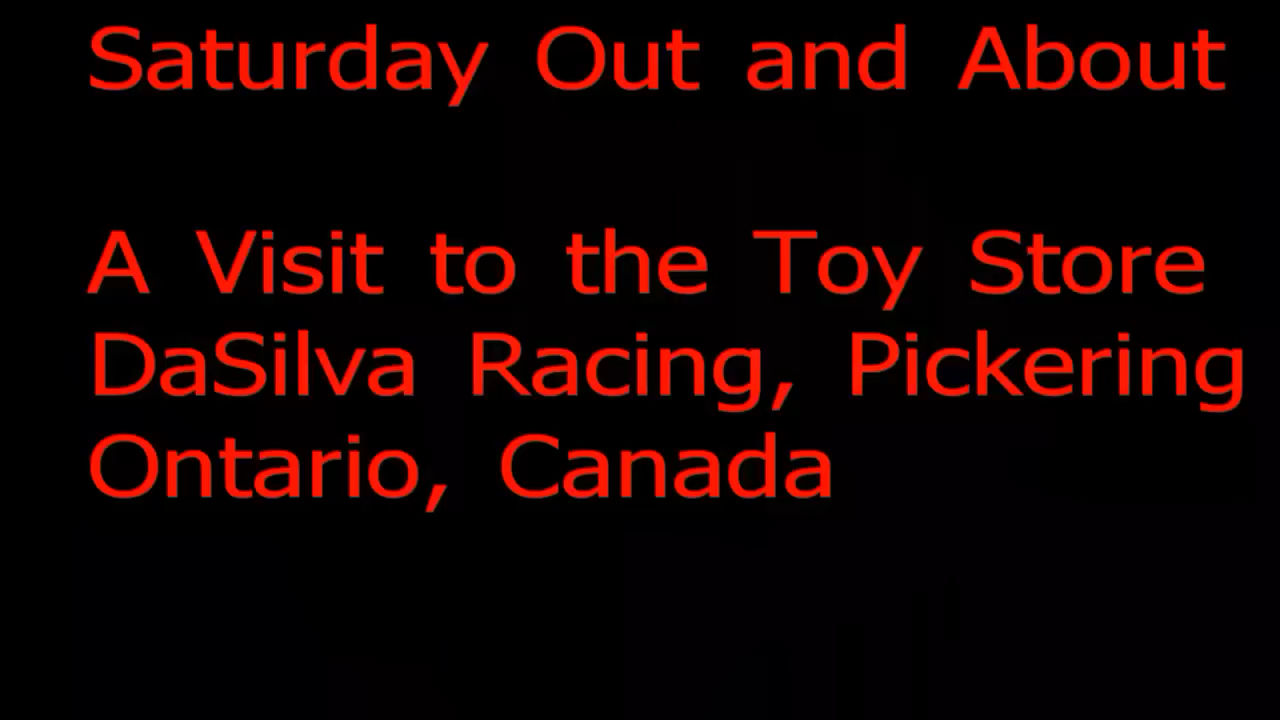 Saturday Out and About
A Visit to the Toy Store
DaSilva Racing, Pickering
Ontario, Canada